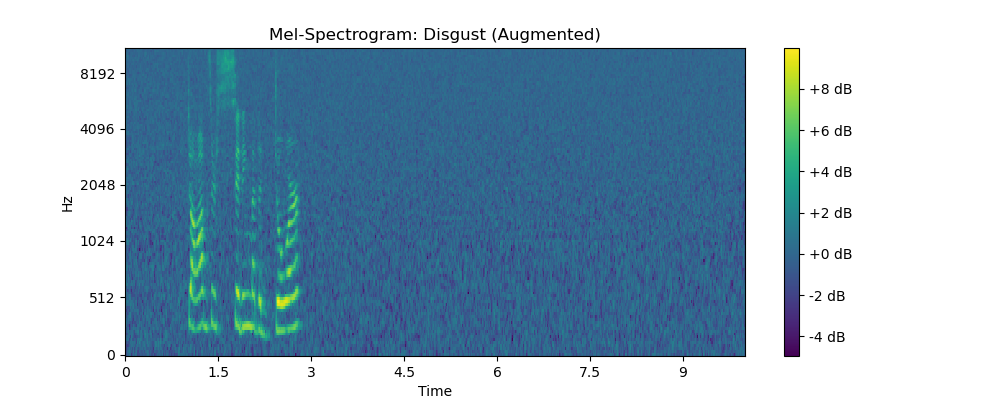 Mel-Spectrogram: Disgust (Augmented)
8192
4096
2048
1024
512
0
Hz
0 1.5 3 4.5 6 7.5 9
Time
+8 dB
+6 dB
+4 dB
+2 dB
+0 dB
-2 dB
-4 dB